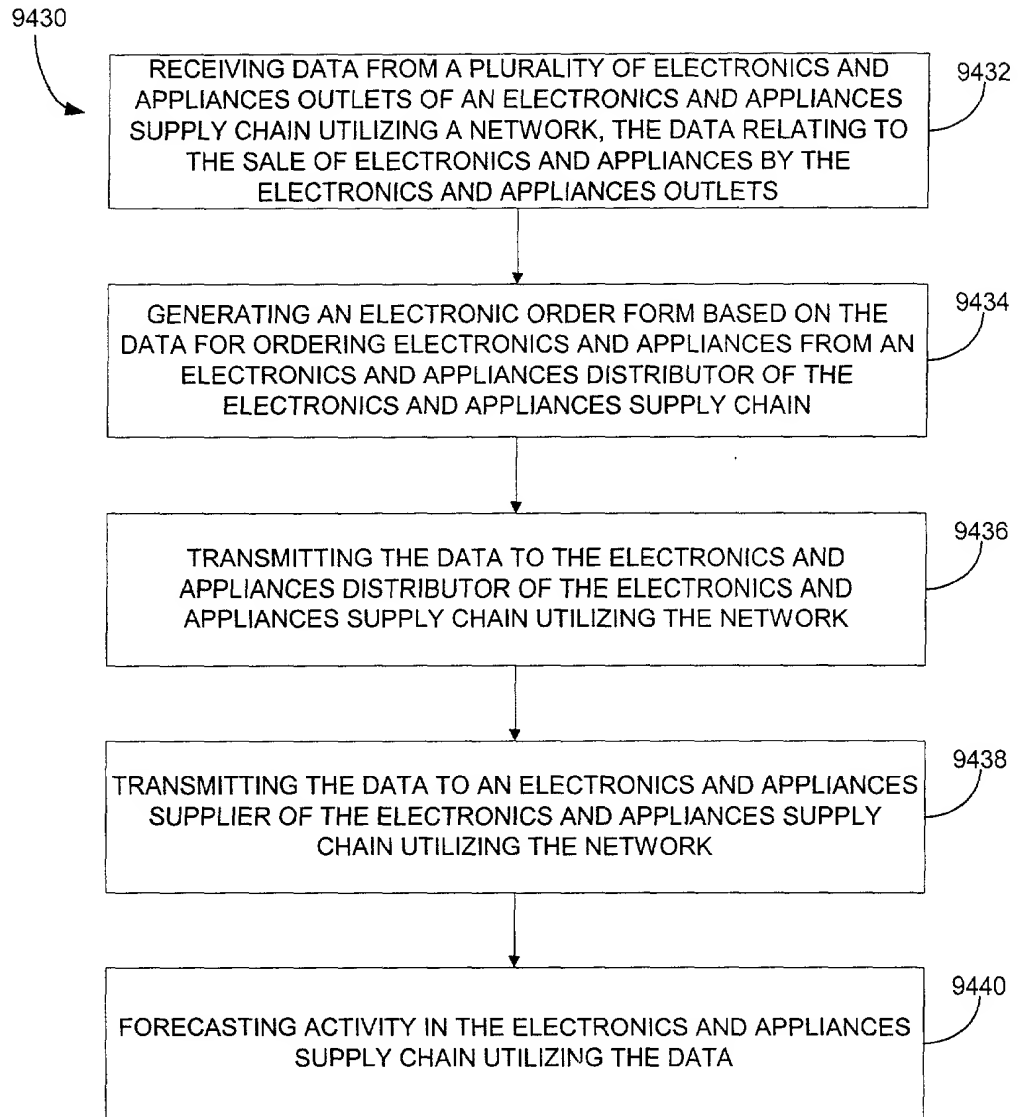 9430
RECEIVING DATA FROM A PLURALITY OF ELECTRONICS AND
APPLIANCES OUTLETS OF AN ELECTRONICS AND APPLIANCES
SUPPLY CHAIN UTILIZING A NETWORK, THE DATA RELATING TO
THE SALE OF ELECTRONICS AND APPLIANCES BY THE
ELECTRONICS AND APPLIANCES OUTLETS
9432
GENERATING AN ELECTRONIC ORDER FORM BASED ON THE
DATA FOR ORDERING ELECTRONICS AND APPLIANCES FROM AN
ELECTRONICS AND APPLIANCES DISTRIBUTOR OF THE
ELECTRONICS AND APPLIANCES SUPPLY CHAIN
9434
TRANSMITTING THE DATA TO THE ELECTRONICS AND
APPLIANCES DISTRIBUTOR OF THE ELECTRONICS AND
APPLIANCES SUPPLY CHAIN UTILIZING THE NETWORK
9436
TRANSMITTING THE DATA TO AN ELECTRONICS AND APPLIANCES
SUPPLIER OF THE ELECTRONICS AND APPLIANCES SUPPLY
CHAIN UTILIZING THE NETWORK
9438
FORECASTING ACTIVITY IN THE ELECTRONICS AND APPLIANCES
SUPPLY CHAIN UTILIZING THE DATA
9440